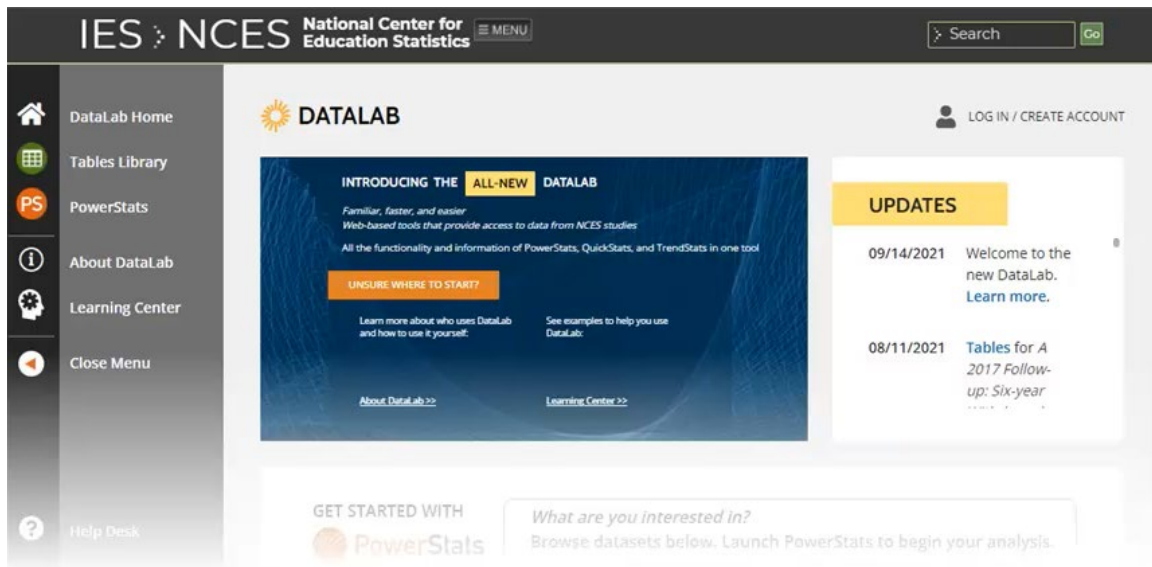 IES NCES National Center for
Education Statistics
MENU
Search
Go
DataLab Home
Tables Library
PS
PowerStats
About DataLab
Learning Center
Close Menu
Help Desk
DATALAB
LOG IN / CREATE ACCOUNT
INTRODUCING THE ALL-NEW DATALAB
Familiar, faster, and easier
Web-based tools that provide access to data from NCES studies
All the functionality and information of PowerStats, QuickStats, and TrendStats in one tool
UNSURE WHERE TO START?
Learn more about who uses DataLab
and how to use it yourself:
About DataLab >>
See examples to help you use
DataLab:
Learning Center >>
UPDATES
09/14/2021 Welcome to the
new DataLab.
Learn more.
08/11/2021 Tables for A
2017 Follow-
up: Six-year
GET STARTED WITH
PowerStats
What are you interested in?
Browse datasets below. Launch PowerStats to begin your analysis.